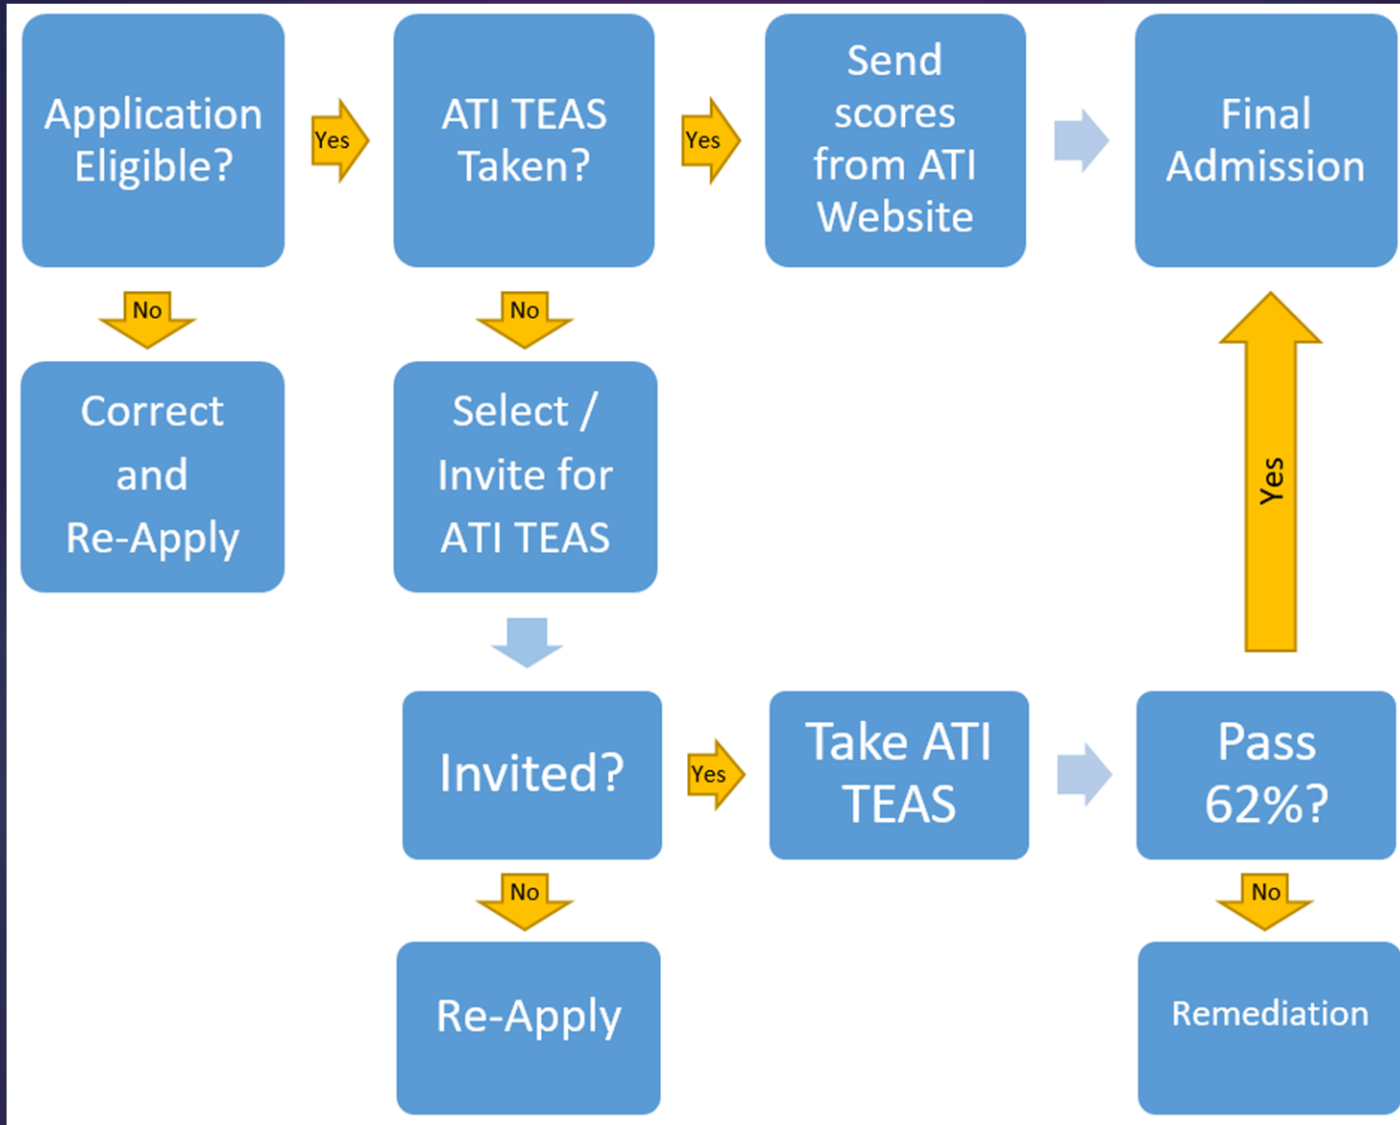 Application
Eligible?
Yes
ATI TEAS
Taken?
Yes
Send
scores
from ATI
Website
Final
Admission
No
No
Correct
and
Re-Apply
Select /
Invite for
ATI TEAS
Yes
Invited?
Yes
Take ATI
TEAS
Pass
62%?
No
No
Re-Apply
Remediation